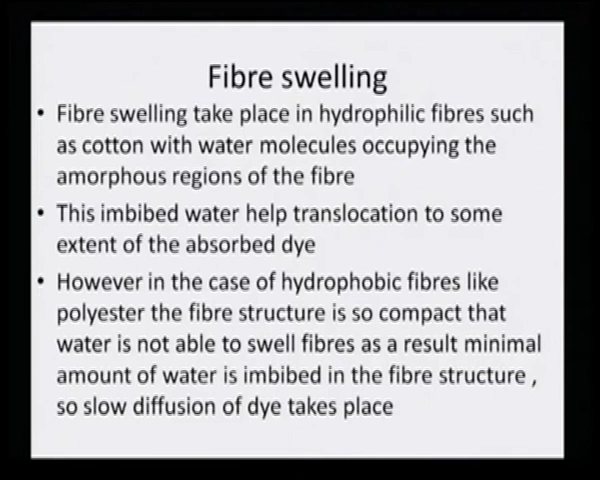 Fibre swelling
• Fibre swelling take place in hydrophilic fibres such
as cotton with water molecules occupying the
amorphous regions of the fibre
• This imbibed water help translocation to some
extent of the absorbed dye
• However in the case of hydrophobic fibres like
polyester the fibre structure is so compact that
water is not able to swell fibres as a result minimal
amount of water is imbibed in the fibre structure ,
so slow diffusion of dye takes place